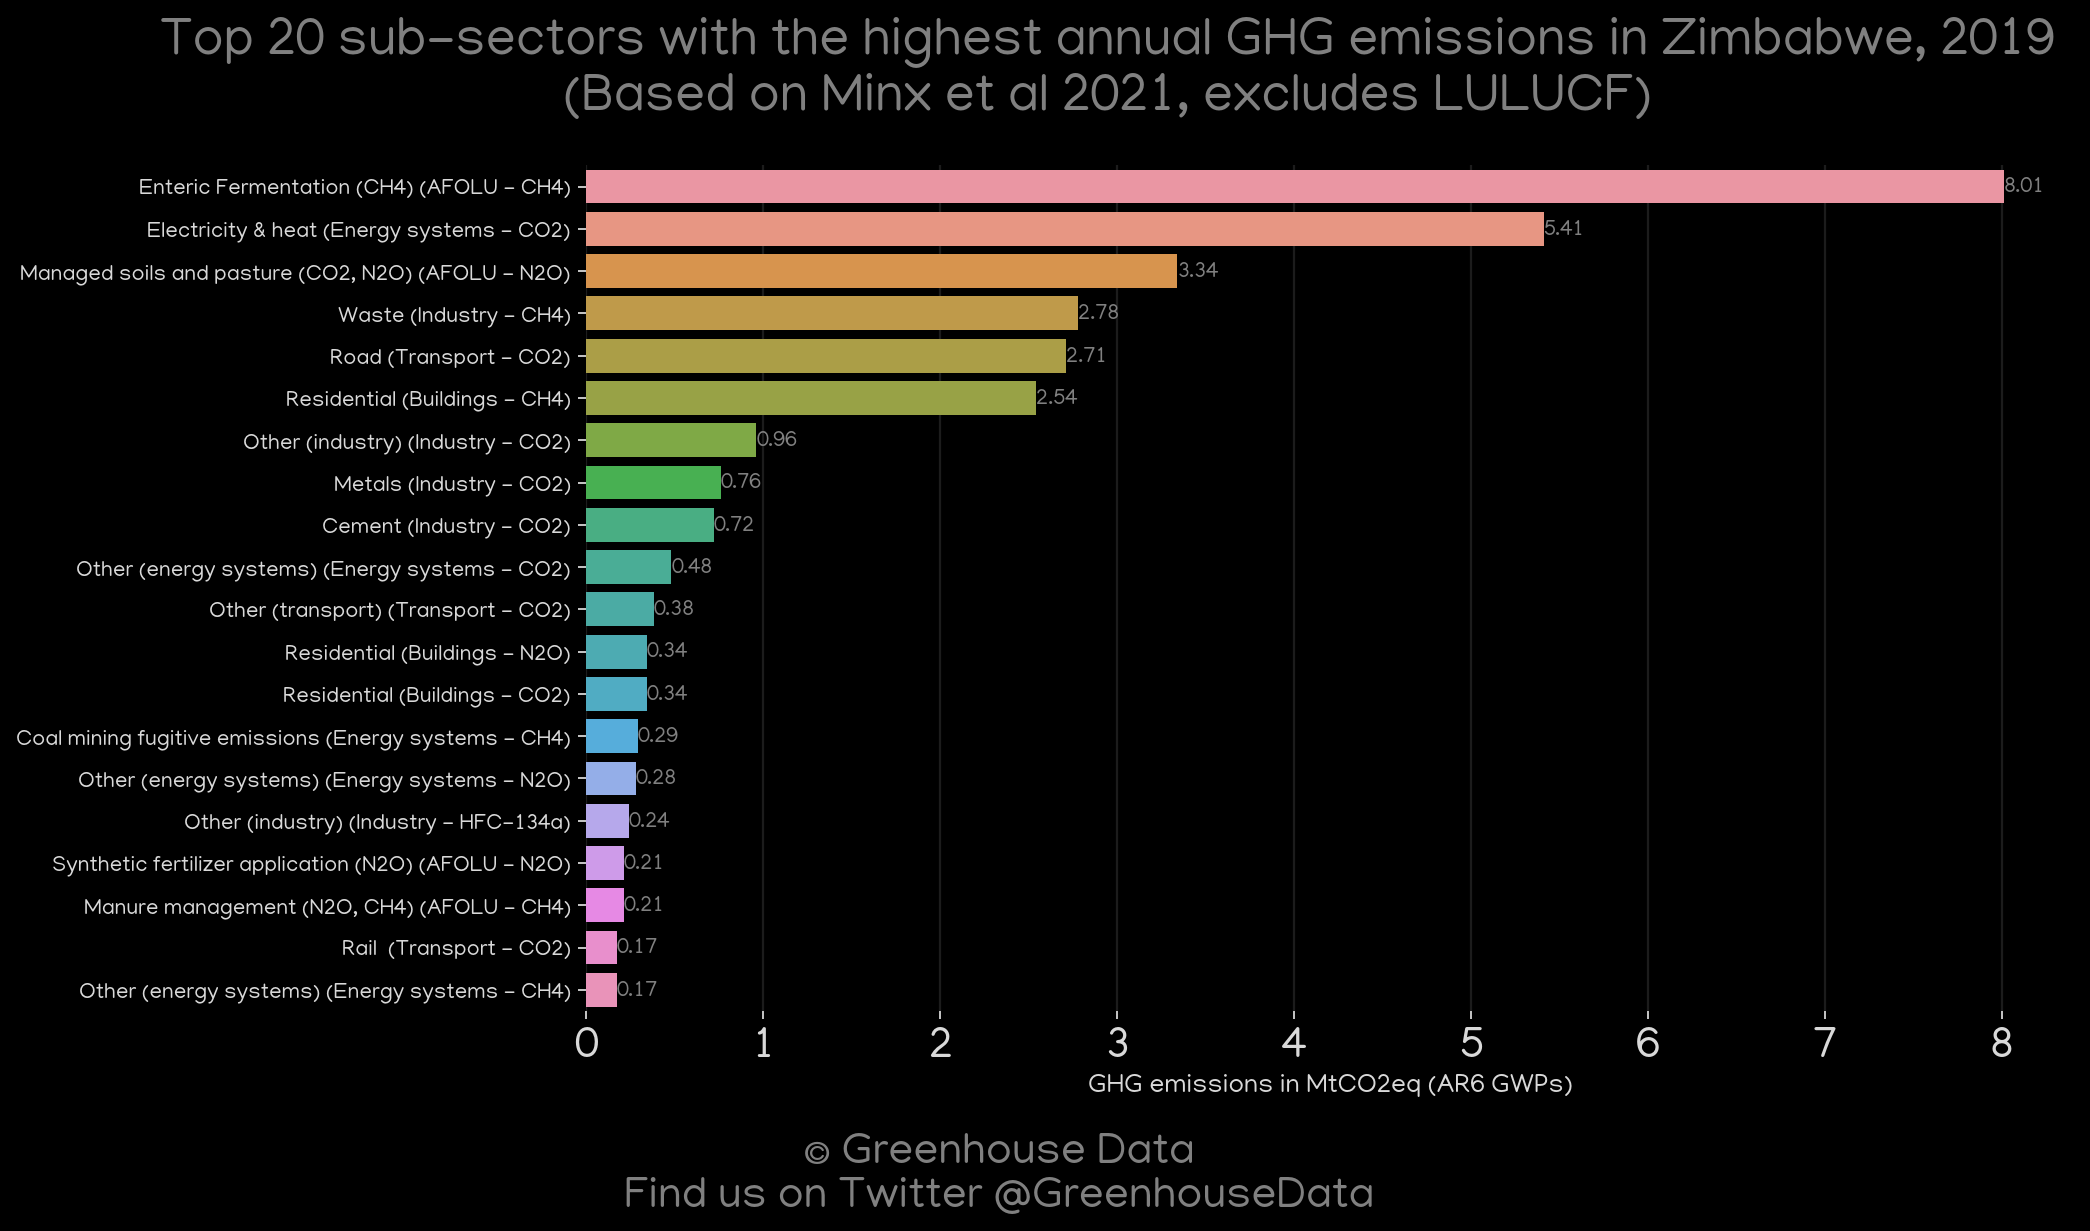 Top 20 sub-sectors with the highest annual GHG emissions in Zimbabwe, 2019
(Based on Minx et al 2021, excludes LULUCF)
Enteric Fermentation (CH4) (AFOLU - CH4) 8.01
Electricity & heat (Energy systems - CO2) 5.41
Managed soils and pasture (CO2, N2O) (AFOLU - N2O) 3.34
Waste (Industry - CH4) 2.78
Road (Transport - CO2) 2.71
Residential (Buildings - CH4) 2.54
Other (industry) (Industry - CO2) 0.96
Metals (Industry - CO2) 0.76
Cement (Industry - CO2) 0.72
Other (energy systems) (Energy systems - CO2) 0.48
Other (transport) (Transport - CO2) 0.38
Residential (Buildings - N2O) 0.34
Residential (Buildings - CO2) 0.34
Coal mining fugitive emissions (Energy systems - CH4) 0.29
Other (energy systems) (Energy systems - N2O) 0.28
Other (industry) (Industry - HFC-134a) 0.24
Synthetic fertilizer application (N2O) (AFOLU - N2O) 0.21
Manure management (N2O, CH4) (AFOLU - CH4) 0.21
Rail (Transport - CO2) 0.17
Other (energy systems) (Energy systems - CH4) 0.17
0 1 2 3 4 5 6 7 8
GHG emissions in MtCO2eq (AR6 GWPs)
© Greenhouse Data
Find us on Twitter @GreenhouseData